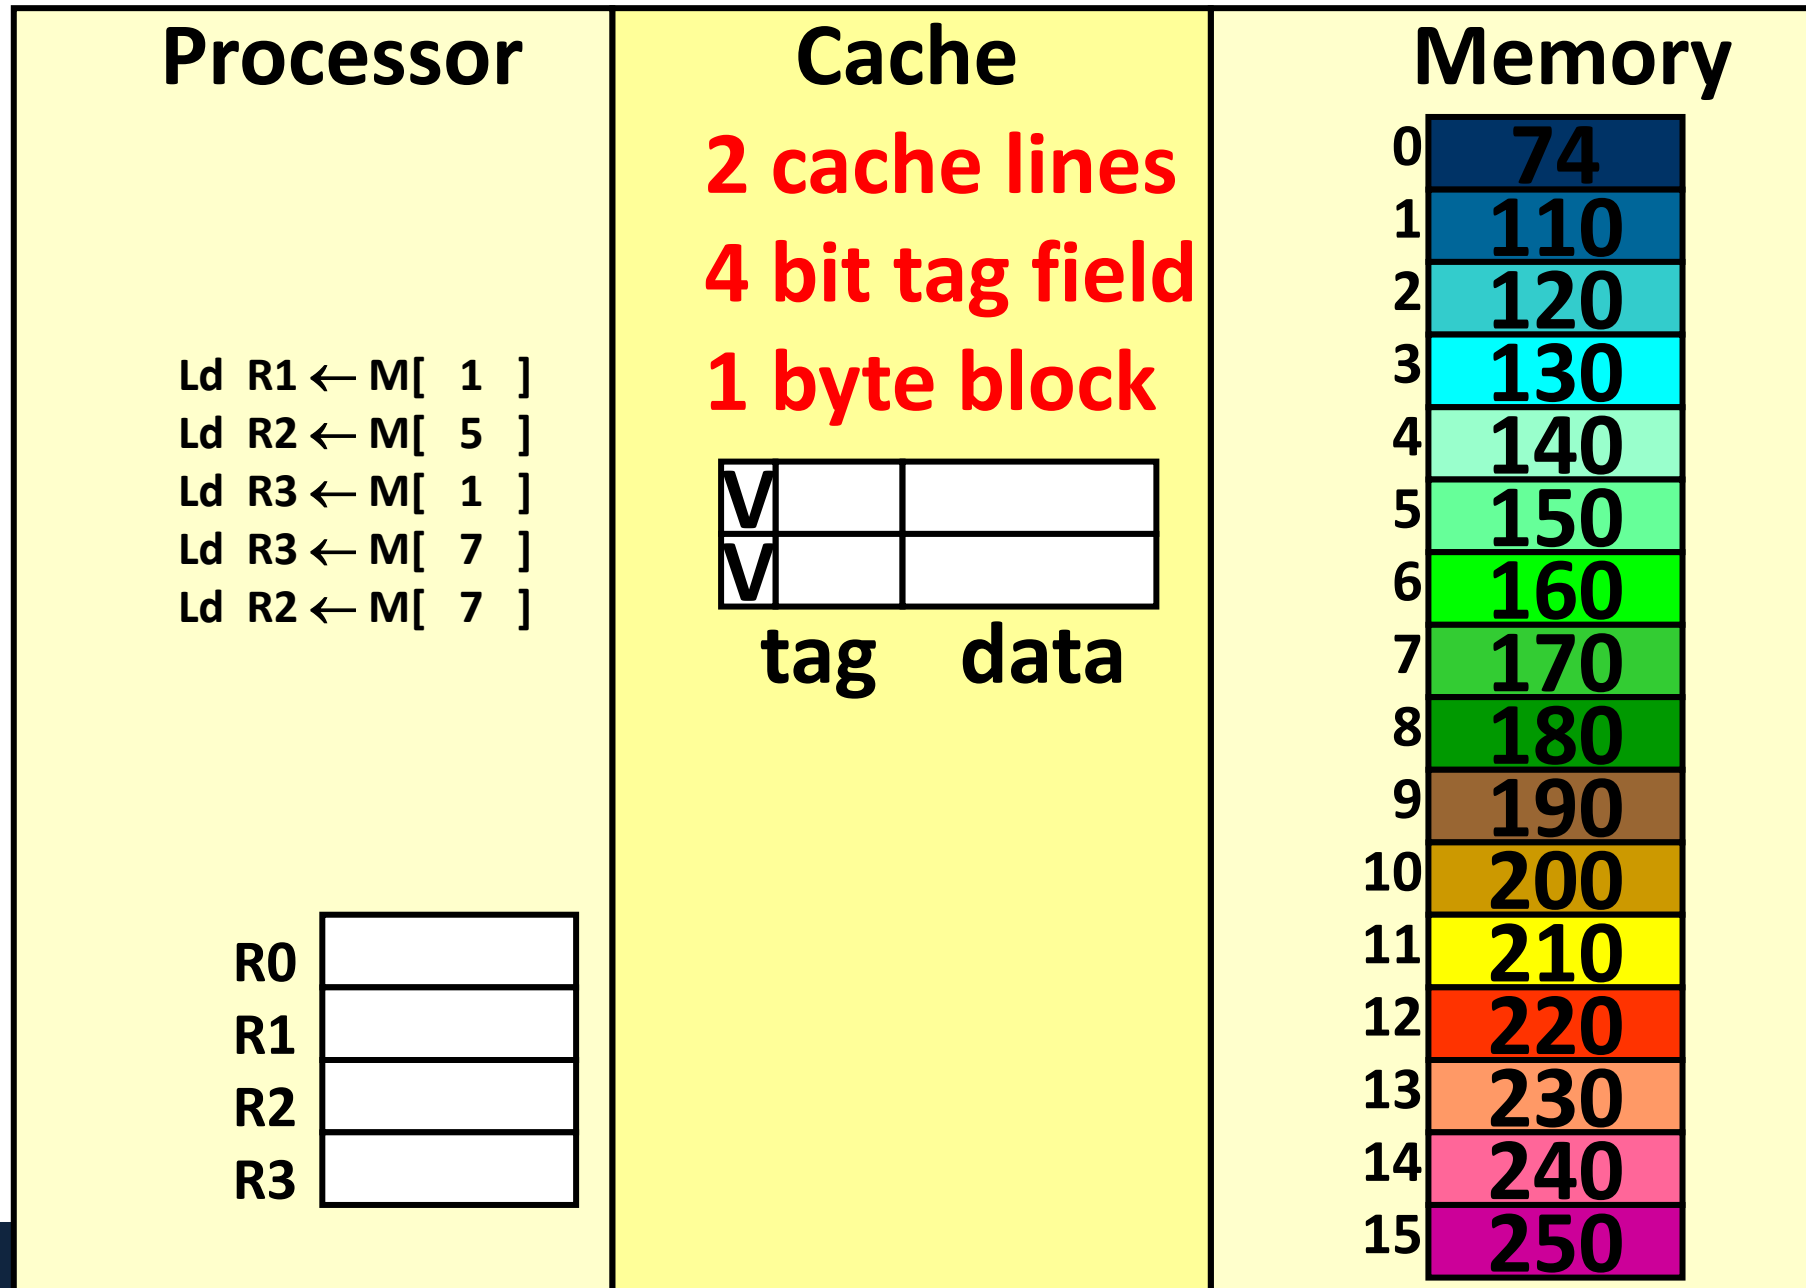 Processor
Ld R1 ← M[ 1 ]
Ld R2 ← M[ 5 ]
Ld R3 ← M[ 1 ]
Ld R3 ← M[ 7 ]
Ld R2 ← M[ 7 ]
R0
R1
R2
R3
Cache
2 cache lines
4 bit tag field
1 byte block
V
V
tag data
Memory
0 74
1 110
2 120
3 130
4 140
5 150
6 160
7 170
8 180
9 190
10 200
11 210
12 220
13 230
14 240
15 250